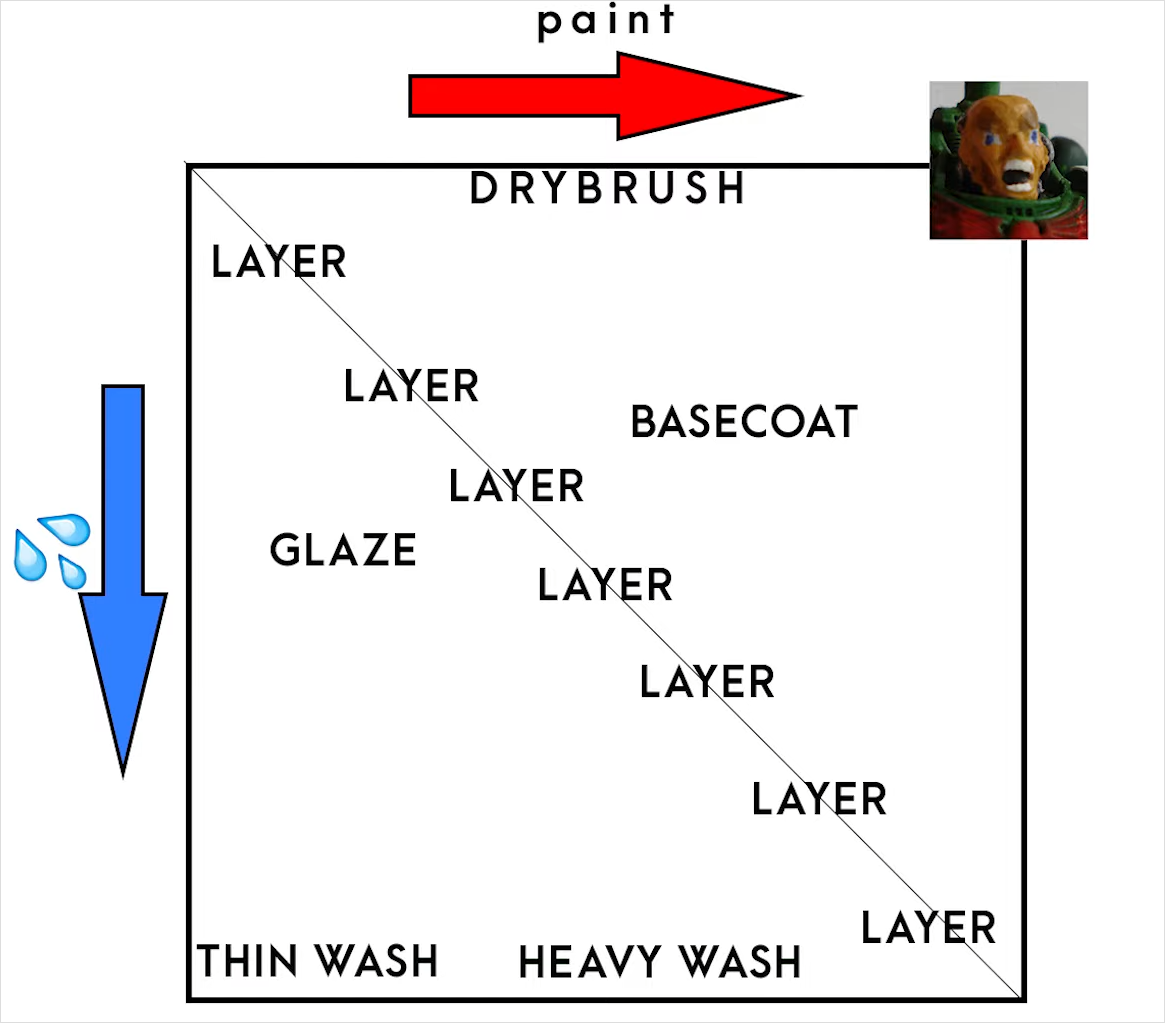 paint
DRYBRUSH
LAYER
LAYER
BASECOAT
LAYER
GLAZE
LAYER
LAYER
LAYER
LAYER
THIN WASH
HEAVY WASH